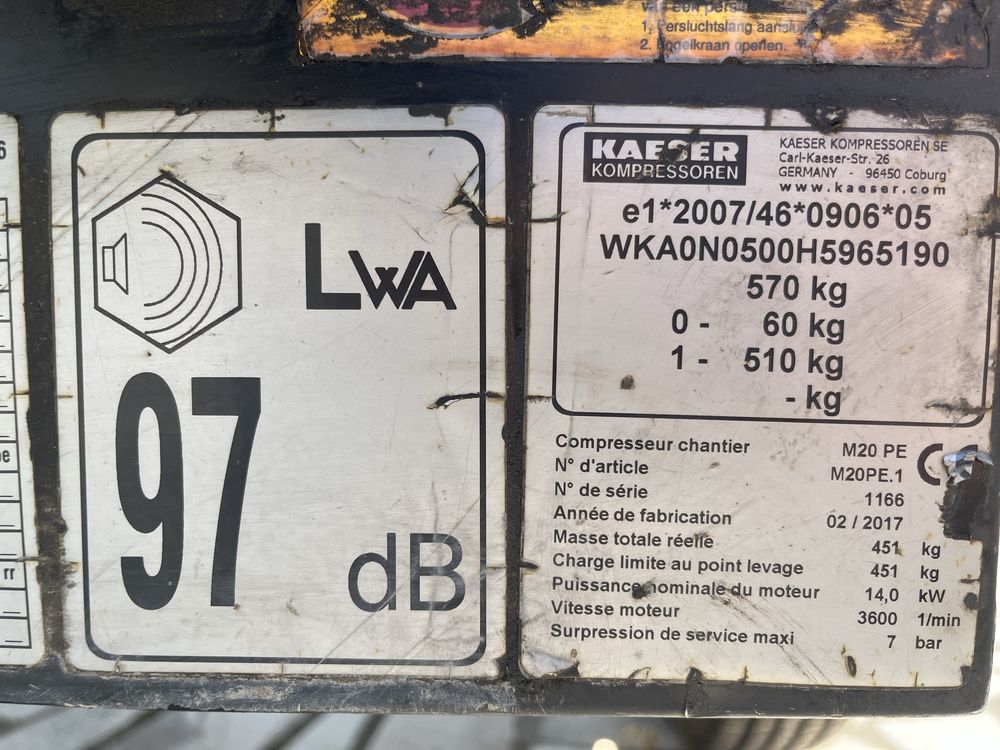 1. Persluchtslang aanslu
2. Kogelkraan openen.
6
LWA
97
dB
KAESER
KOMPRESSOREN
KAESER KOMPRESSOREN SE
Carl-Kaeser-Str. 26
GERMANY - 96450 Coburg
www.kaeser.com
e1*2007/46*0906*05
WKA0N0500H5965190
570 kg
0 - 60 kg
1 - 510 kg
- kg
Compresseur chantier M20 PE
N° d'article M20PE.1
N° de série 1166
Année de fabrication 02 / 2017
Masse totale réelle 451 kg
Charge limite au point levage 451 kg
Puissance nominale du moteur 14,0 kW
Vitesse moteur 3600 1/min
Surpression de service maxi 7 bar
CE